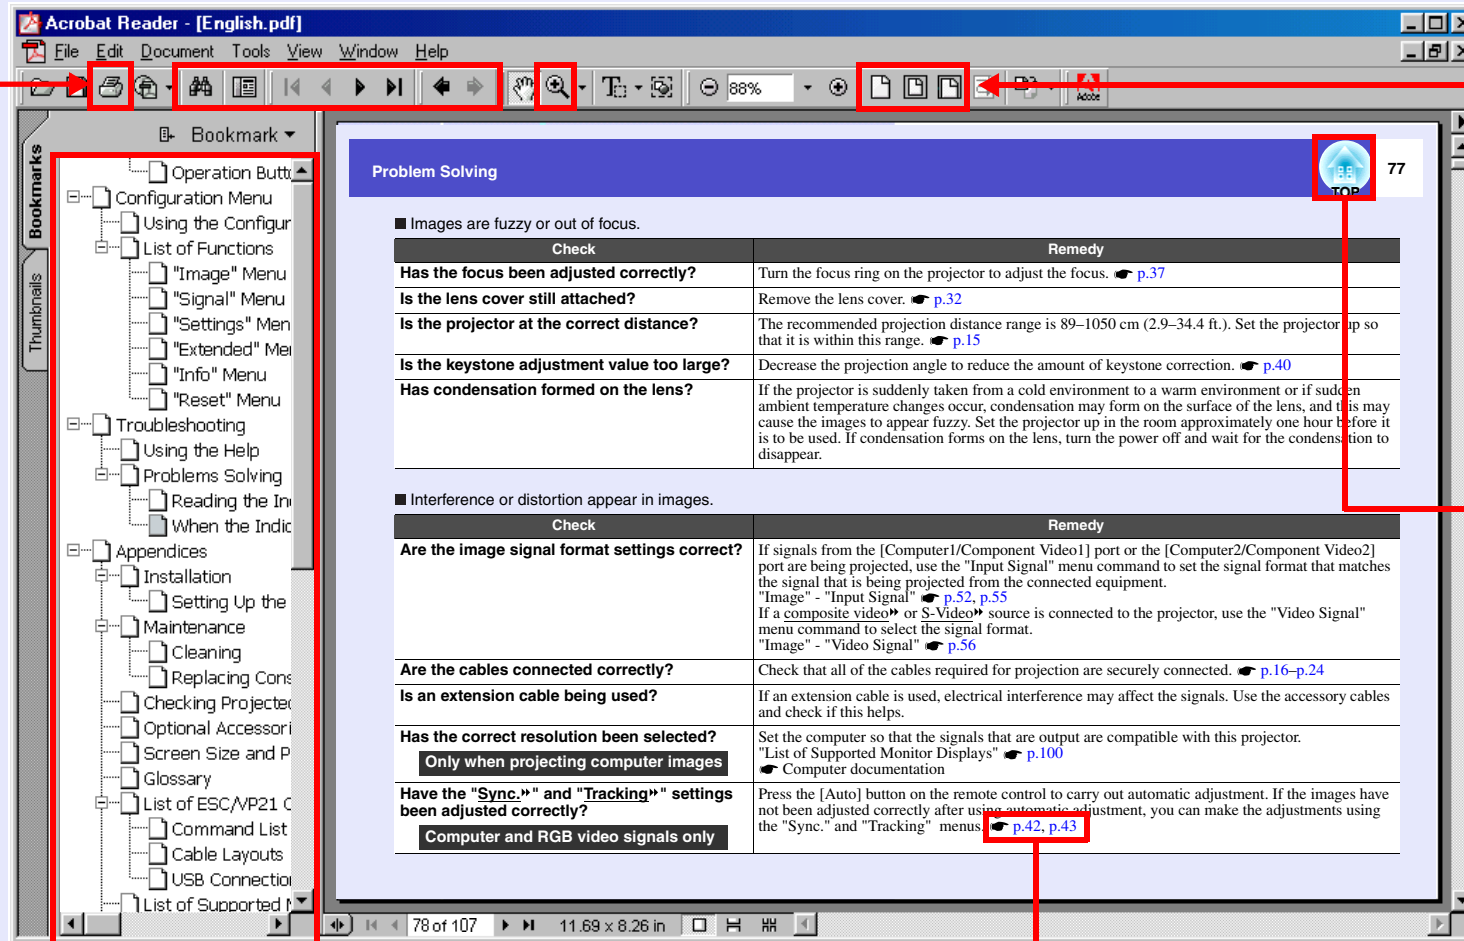 Acrobat Reader - [English.pdf]
File Edit Document Tools View Window Help
88%
Adobe
Bookmarks
Thumbnails
Bookmark
Operation Butt
Configuration Menu
Using the Configur
List of Functions
"Image" Menu
"Signal" Menu
"Settings" Men
"Extended" Me
"Info" Menu
"Reset" Menu
Troubleshooting
Using the Help
Problems Solving
Reading the In
When the Indic
Appendices
Installation
Setting Up the
Maintenance
Cleaning
Replacing Cons
Checking Projected
Optional Accessori
Screen Size and P
Glossary
List of ESC/VP21 C
Command List
Cable Layouts
USB Connection
List of Supported M
Problem Solving
TOP
77
■ Images are fuzzy or out of focus.
Check Remedy
Has the focus been adjusted correctly? Turn the focus ring on the projector to adjust the focus. ☛ p.37
Is the lens cover still attached? Remove the lens cover. ☛ p.32
Is the projector at the correct distance? The recommended projection distance range is 89–1050 cm (2.9–34.4 ft.). Set the projector up so
that it is within this range. ☛ p.15
Is the keystone adjustment value too large? Decrease the projection angle to reduce the amount of keystone correction. ☛ p.40
Has condensation formed on the lens? If the projector is suddenly taken from a cold environment to a warm environment or if sudden
ambient temperature changes occur, condensation may form on the surface of the lens, and this may
cause the images to appear fuzzy. Set the projector up in the room approximately one hour before it
is to be used. If condensation forms on the lens, turn the power off and wait for the condensation to
disappear.
■ Interference or distortion appear in images.
Check Remedy
Are the image signal format settings correct? If signals from the [Computer1/Component Video1] port or the [Computer2/Component Video2]
port are being projected, use the "Input Signal" menu command to set the signal format that matches
the signal that is being projected from the connected equipment.
"Image" - "Input Signal" ☛ p.52, p.55
If a composite video or S-Video source is connected to the projector, use the "Video Signal"
menu command to select the signal format.
"Image" - "Video Signal" ☛ p.56
Are the cables connected correctly? Check that all of the cables required for projection are securely connected. ☛ p.16–p.24
Is an extension cable being used? If an extension cable is used, electrical interference may affect the signals. Use the accessory cables
and check if this helps.
Has the correct resolution been selected? Set the computer so that the signals that are output are compatible with this projector.
Only when projecting computer images "List of Supported Monitor Displays" ☛ p.100
☛ Computer documentation
Have the "Sync." and "Tracking" settings Press the [Auto] button on the remote control to carry out automatic adjustment. If the images have
been adjusted correctly? not been adjusted correctly after using automatic adjustment, you can make the adjustments using
Computer and RGB video signals only the "Sync." and "Tracking" menus. ☛ p.42, p.43
78 of 107 11.69 x 8.26 in